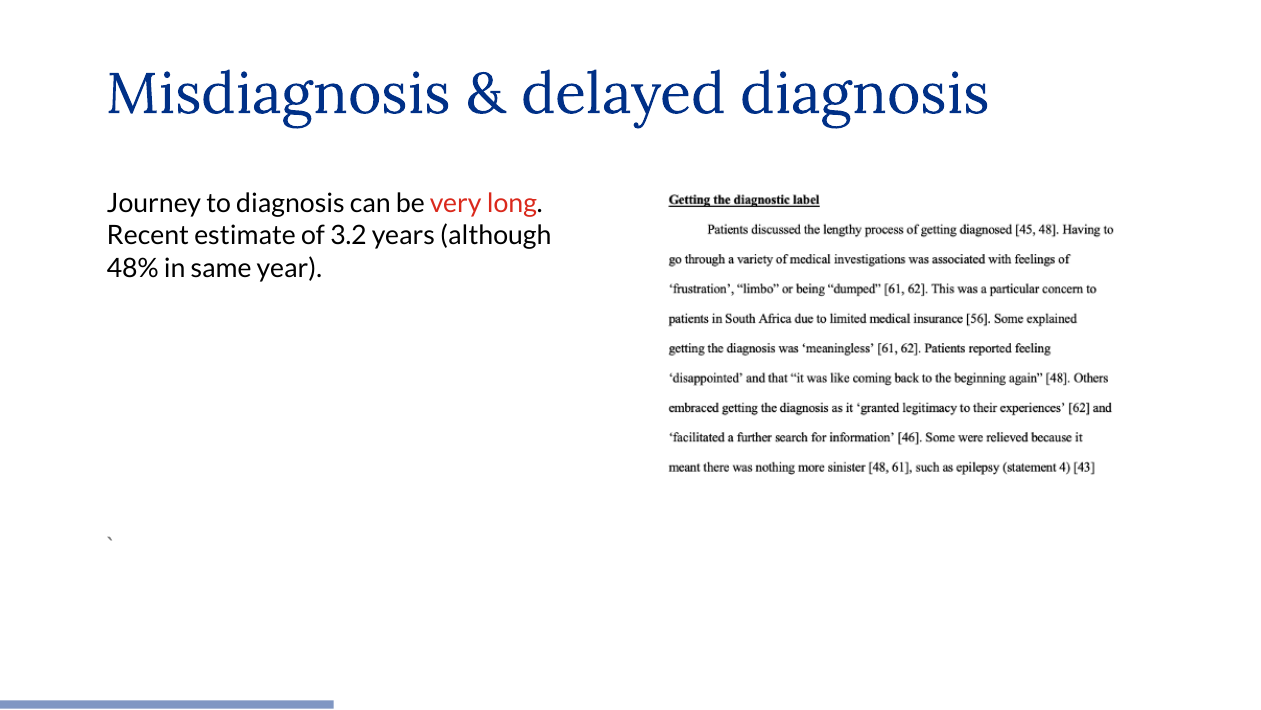 Misdiagnosis & delayed diagnosis
Journey to diagnosis can be very long.
Recent estimate of 3.2 years (although
48% in same year).
`
Getting the diagnostic label
Patients discussed the lengthy process of getting diagnosed [45, 48]. Having to
go through a variety of medical investigations was associated with feelings of
‘frustration’, “limbo” or being “dumped” [61, 62]. This was a particular concern to
patients in South Africa due to limited medical insurance [56]. Some explained
getting the diagnosis was ‘meaningless’ [61, 62]. Patients reported feeling
‘disappointed’ and that “it was like coming back to the beginning again” [48]. Others
embraced getting the diagnosis as it ‘granted legitimacy to their experiences’ [62] and
‘facilitated a further search for information’ [46]. Some were relieved because it
meant there was nothing more sinister [48, 61], such as epilepsy (statement 4) [43]